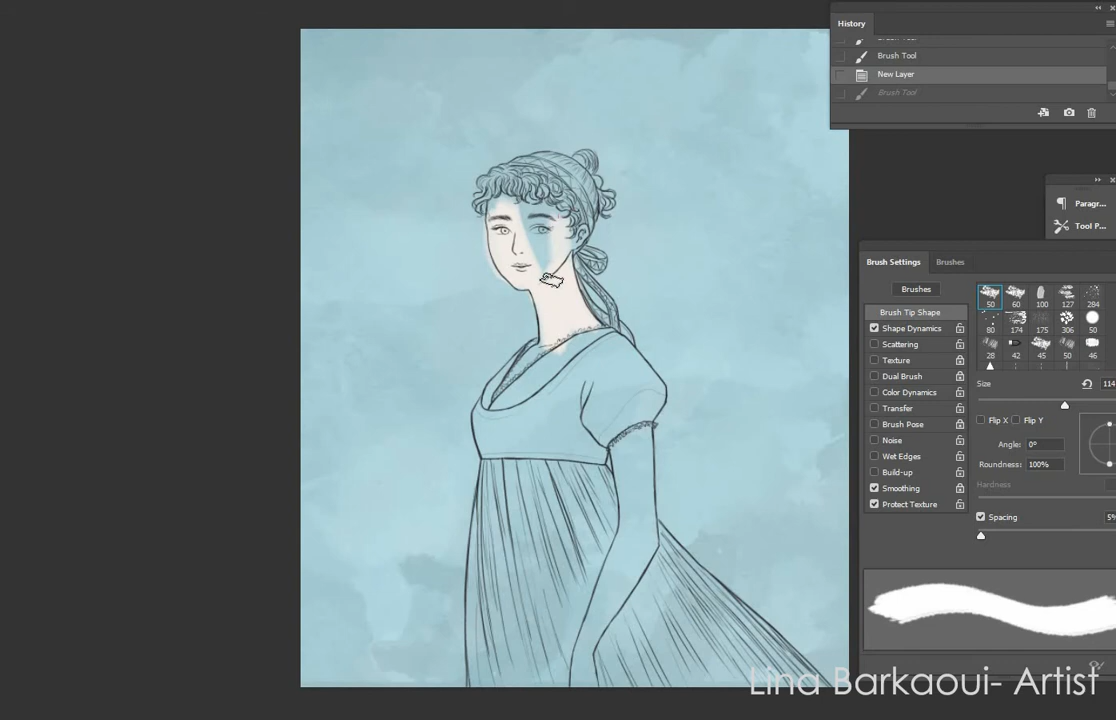 History
Brush Tool
New Layer
Brush Tool
Paragr...
Tool P...
Brush Settings
Brushes
Brushes
50
60
100
127
284
Brush Tip Shape
Shape Dynamics
80
174
175
306
50
Scattering
28
42
45
50
46
Texture
Dual Brush
Size
114
Color Dynamics
Transfer
Flip X
Flip Y
Brush Pose
Noise
Angle:
0°
Wet Edges
Roundness:
100%
Build-up
Hardness
Smoothing
Protect Texture
Spacing
5%
Lina Barkaoui- Artist